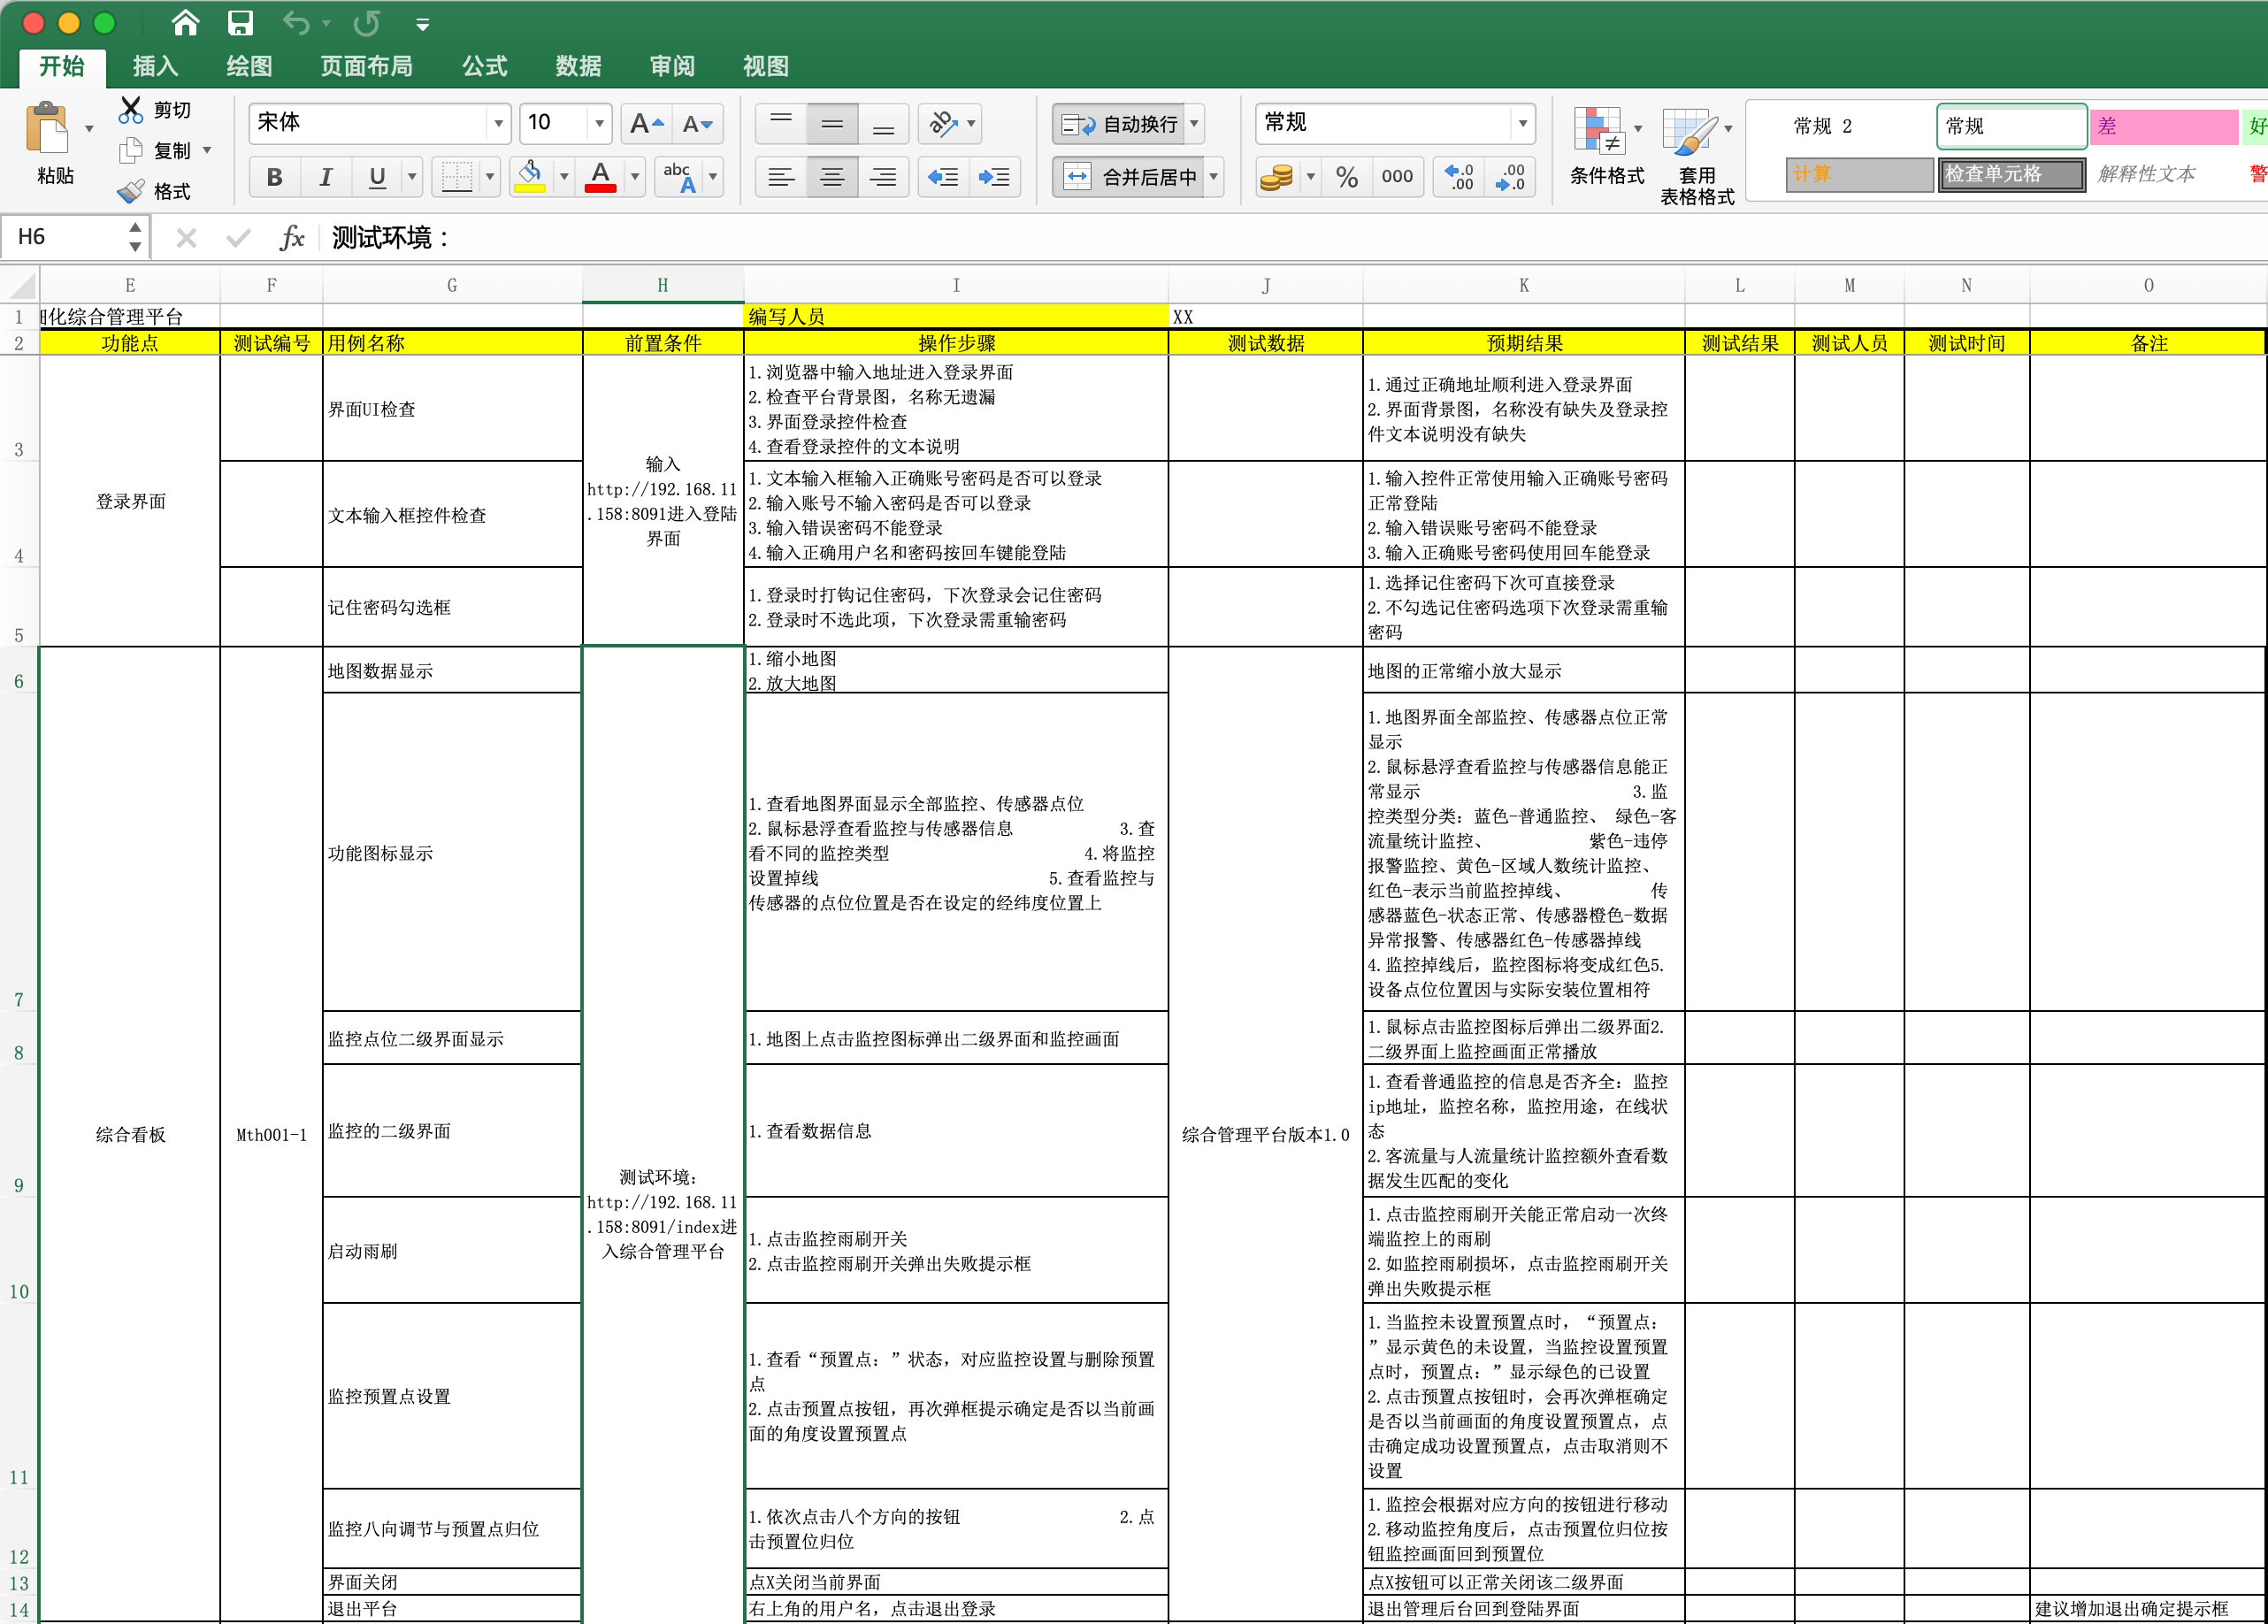 开始 插入 绘图 页面布局 公式 数据 审阅 视图
粘贴
剪切
复制
格式
宋体 10
B I U
自动换行
合并后居中
常规
% 000
条件格式
套用
表格格式
常规 2 常规 差 好
计算 检查单元格 解释性文本 警
H6 fx 测试环境：
E F G H I J K L M N O
1 细化综合管理平台 编写人员 XX
2 功能点 测试编号 用例名称 前置条件 操作步骤 测试数据 预期结果 测试结果 测试人员 测试时间 备注
登录界面
输入
http://192.168.11
.158:8091进入登陆
界面
3
界面UI检查
1.浏览器中输入地址进入登录界面
2.检查平台背景图，名称无遗漏
3.界面登录控件检查
4.查看登录控件的文本说明
1.通过正确地址顺利进入登录界面
2.界面背景图，名称没有缺失及登录控
件文本说明没有缺失
4
文本输入框控件检查
1.文本输入框输入正确账号密码是否可以登录
2.输入账号不输入密码是否可以登录
3.输入错误密码不能登录
4.输入正确用户名和密码按回车键能登陆
1.输入控件正常使用输入正确账号密码
正常登陆
2.输入错误账号密码不能登录
3.输入正确账号密码使用回车能登录
5
记住密码勾选框
1.登录时打钩记住密码，下次登录会记住密码
2.登录时不选此项，下次登录需重输密码
1.选择记住密码下次可直接登录
2.不勾选记住密码选项下次登录需重输
密码
综合看板
Mth001-1
测试环境：
http://192.168.11
.158:8091/index进
入综合管理平台
综合管理平台版本1.0
6
地图数据显示
1.缩小地图
2.放大地图
地图的正常缩小放大显示
7
功能图标显示
1.查看地图界面显示全部监控、传感器点位
2.鼠标悬浮查看监控与传感器信息 3.查
看不同的监控类型 4.将监控
设置掉线 5.查看监控与
传感器的点位位置是否在设定的经纬度位置上
1.地图界面全部监控、传感器点位正常
显示
2.鼠标悬浮查看监控与传感器信息能正
常显示 3.监
控类型分类：蓝色-普通监控、 绿色-客
流量统计监控、 紫色-违停
报警监控、黄色-区域人数统计监控、
红色-表示当前监控掉线、 传
感器蓝色-状态正常、传感器橙色-数据
异常报警、传感器红色-传感器掉线
4.监控掉线后，监控图标将变成红色5.
设备点位位置因与实际安装位置相符
8
监控点位二级界面显示
1.地图上点击监控图标弹出二级界面和监控画面
1.鼠标点击监控图标后弹出二级界面2.
二级界面上监控画面正常播放
9
监控的二级界面
1.查看数据信息
1.查看普通监控的信息是否齐全：监控
ip地址，监控名称，监控用途，在线状
态
2.客流量与人流量统计监控额外查看数
据发生匹配的变化
10
启动雨刷
1.点击监控雨刷开关
2.点击监控雨刷开关弹出失败提示框
1.点击监控雨刷开关能正常启动一次终
端监控上的雨刷
2.如监控雨刷损坏，点击监控雨刷开关
弹出失败提示框
11
监控预置点设置
1.查看“预置点：”状态，对应监控设置与删除预置
点
2.点击预置点按钮，再次弹框提示确定是否以当前画
面的角度设置预置点
1.当监控未设置预置点时，“预置点：
”显示黄色的未设置，当监控设置预置
点时，预置点：”显示绿色的已设置
2.点击预置点按钮时，会再次弹框确定
是否以当前画面的角度设置预置点，点
击确定成功设置预置点，点击取消则不
设置
12
监控八向调节与预置点归位
1.依次点击八个方向的按钮 2.点
击预置位归位
1.监控会根据对应方向的按钮进行移动
2.移动监控角度后，点击预置位归位按
钮监控画面回到预置位
13 界面关闭 点X关闭当前界面 点X按钮可以正常关闭该二级界面
14 退出平台 右上角的用户名，点击退出登录 退出管理后台回到登陆界面 建议增加退出确定提示框